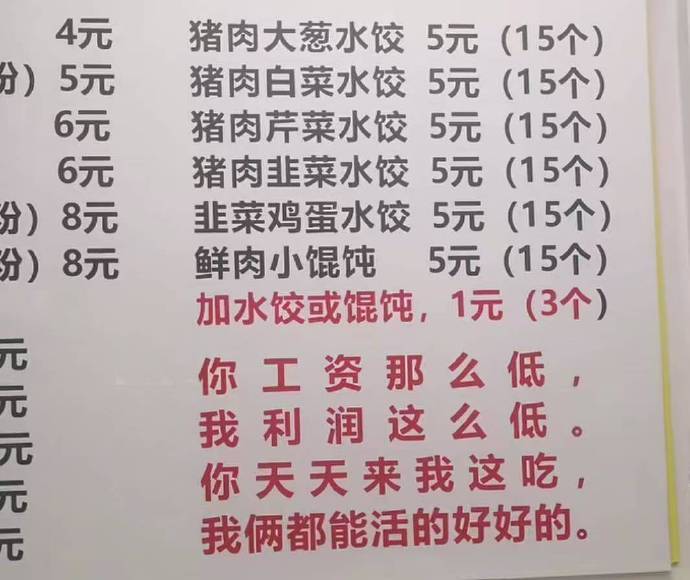 4元 猪肉大葱水饺 5元（15个）
份）5元 猪肉白菜水饺 5元（15个）
6元 猪肉芹菜水饺 5元（15个）
6元 猪肉韭菜水饺 5元（15个）
份）8元 韭菜鸡蛋水饺 5元（15个）
份）8元 鲜肉小馄饨 5元（15个）
加水饺或馄饨，1元（3个）
元
你工资那么低，
元
我利润这么低。
元
你天天来我这吃，
元
我俩都能活的好好的。
元